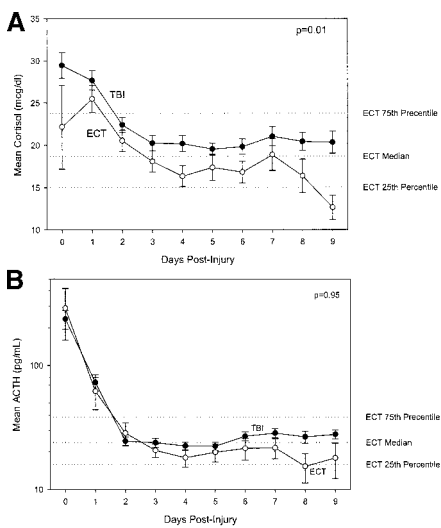 A
35
p=0.01
30
TBI
25
ECT 75th Percentile
ECT
20
ECT Median
15
ECT 25th Percentile
10
Mean Cortisol (mcg/dl)
0 1 2 3 4 5 6 7 8 9
Days Post-Injury
B
p=0.95
100
Mean ACTH (pg/mL)
ECT 75th Percentile
TBI
ECT Median
ECT 25th Percentile
ECT
10
0 1 2 3 4 5 6 7 8 9
Days Post-Injury